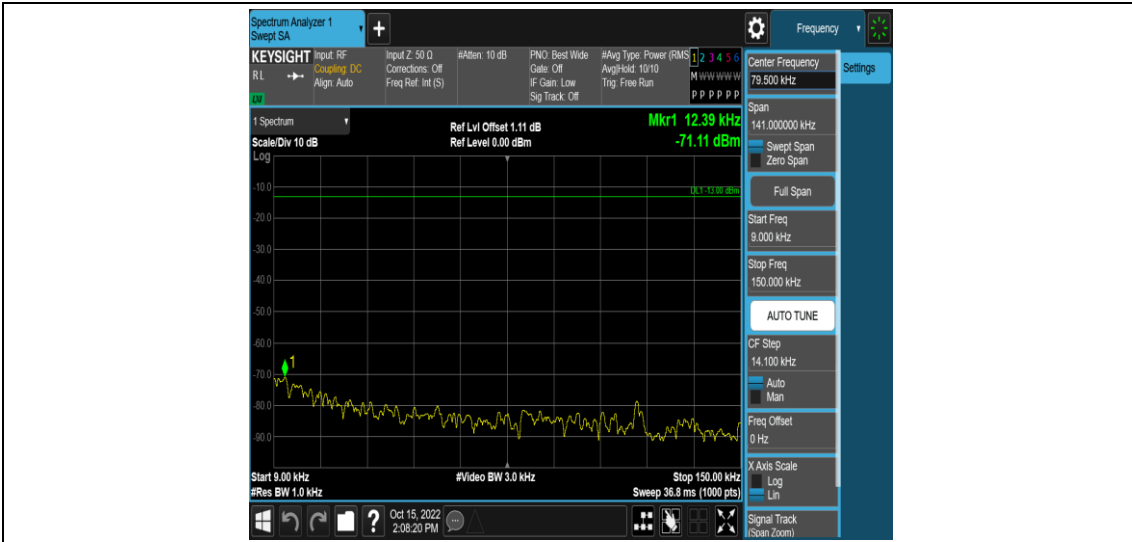 Spectrum Analyzer 1
Swept SA
+
Frequency
KEYSIGHT
RL
LNI
Input: RF
Coupling: DC
Align: Auto
Input Z: 50 Ω
Corrections: Off
Freq Ref: Int (S)
#Atten: 10 dB
PNO: Best Wide
Gate: Off
IF Gain: Low
Sig Track: Off
#Avg Type: Power (RMS
Avg|Hold: 10/10
Trig: Free Run
1 2 3 4 5 6
M W W W W W
P P P P P P
1 Spectrum
Scale/Div 10 dB
Log
Ref Lvl Offset 1.11 dB
Ref Level 0.00 dBm
Mkr1 12.39 kHz
-71.11 dBm
-10.0
DL1 -13.00 dBm
-20.0
-30.0
-40.0
-50.0
-60.0
1
-70.0
-80.0
-90.0
Start 9.00 kHz
#Res BW 1.0 kHz
#Video BW 3.0 kHz
Stop 150.00 kHz
Sweep 36.8 ms (1000 pts)
?
Oct 15, 2022
2:08:20 PM
Center Frequency
79.500 kHz
Settings
Span
141.000000 kHz
Swept Span
Zero Span
Full Span
Start Freq
9.000 kHz
Stop Freq
150.000 kHz
AUTO TUNE
CF Step
14.100 kHz
Auto
Man
Freq Offset
0 Hz
X Axis Scale
Log
Lin
Signal Track
(Span Zoom)